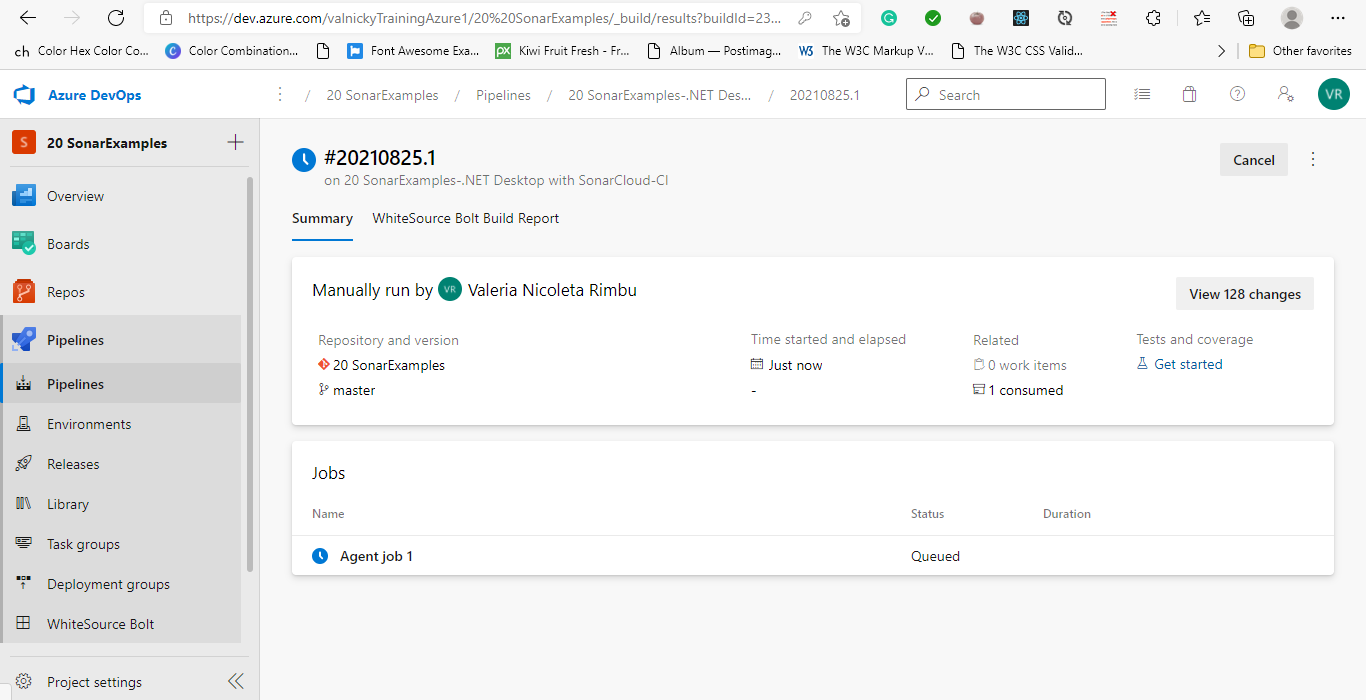 https://dev.azure.com/valnickyTrainingAzure1/20%20SonarExamples/_build/results?buildId=23...
ch Color Hex Color Co...
C Color Combination...
Font Awesome Exa...
px Kiwi Fruit Fresh - Fr...
Album — Postimag...
W3 The W3C Markup V...
The W3C CSS Valid...
Other favorites
Azure DevOps
/ 20 SonarExamples / Pipelines / 20 SonarExamples-.NET Des... / 20210825.1
Search
VR
S 20 SonarExamples
Overview
Boards
Repos
Pipelines
Pipelines
Environments
Releases
Library
Task groups
Deployment groups
WhiteSource Bolt
Project settings
#20210825.1
on 20 SonarExamples-.NET Desktop with SonarCloud-CI
Cancel
Summary
WhiteSource Bolt Build Report
Manually run by VR Valeria Nicoleta Rimbu
View 128 changes
Repository and version
20 SonarExamples
master
Time started and elapsed
Just now
-
Related
0 work items
1 consumed
Tests and coverage
Get started
Jobs
Name Status Duration
Agent job 1 Queued